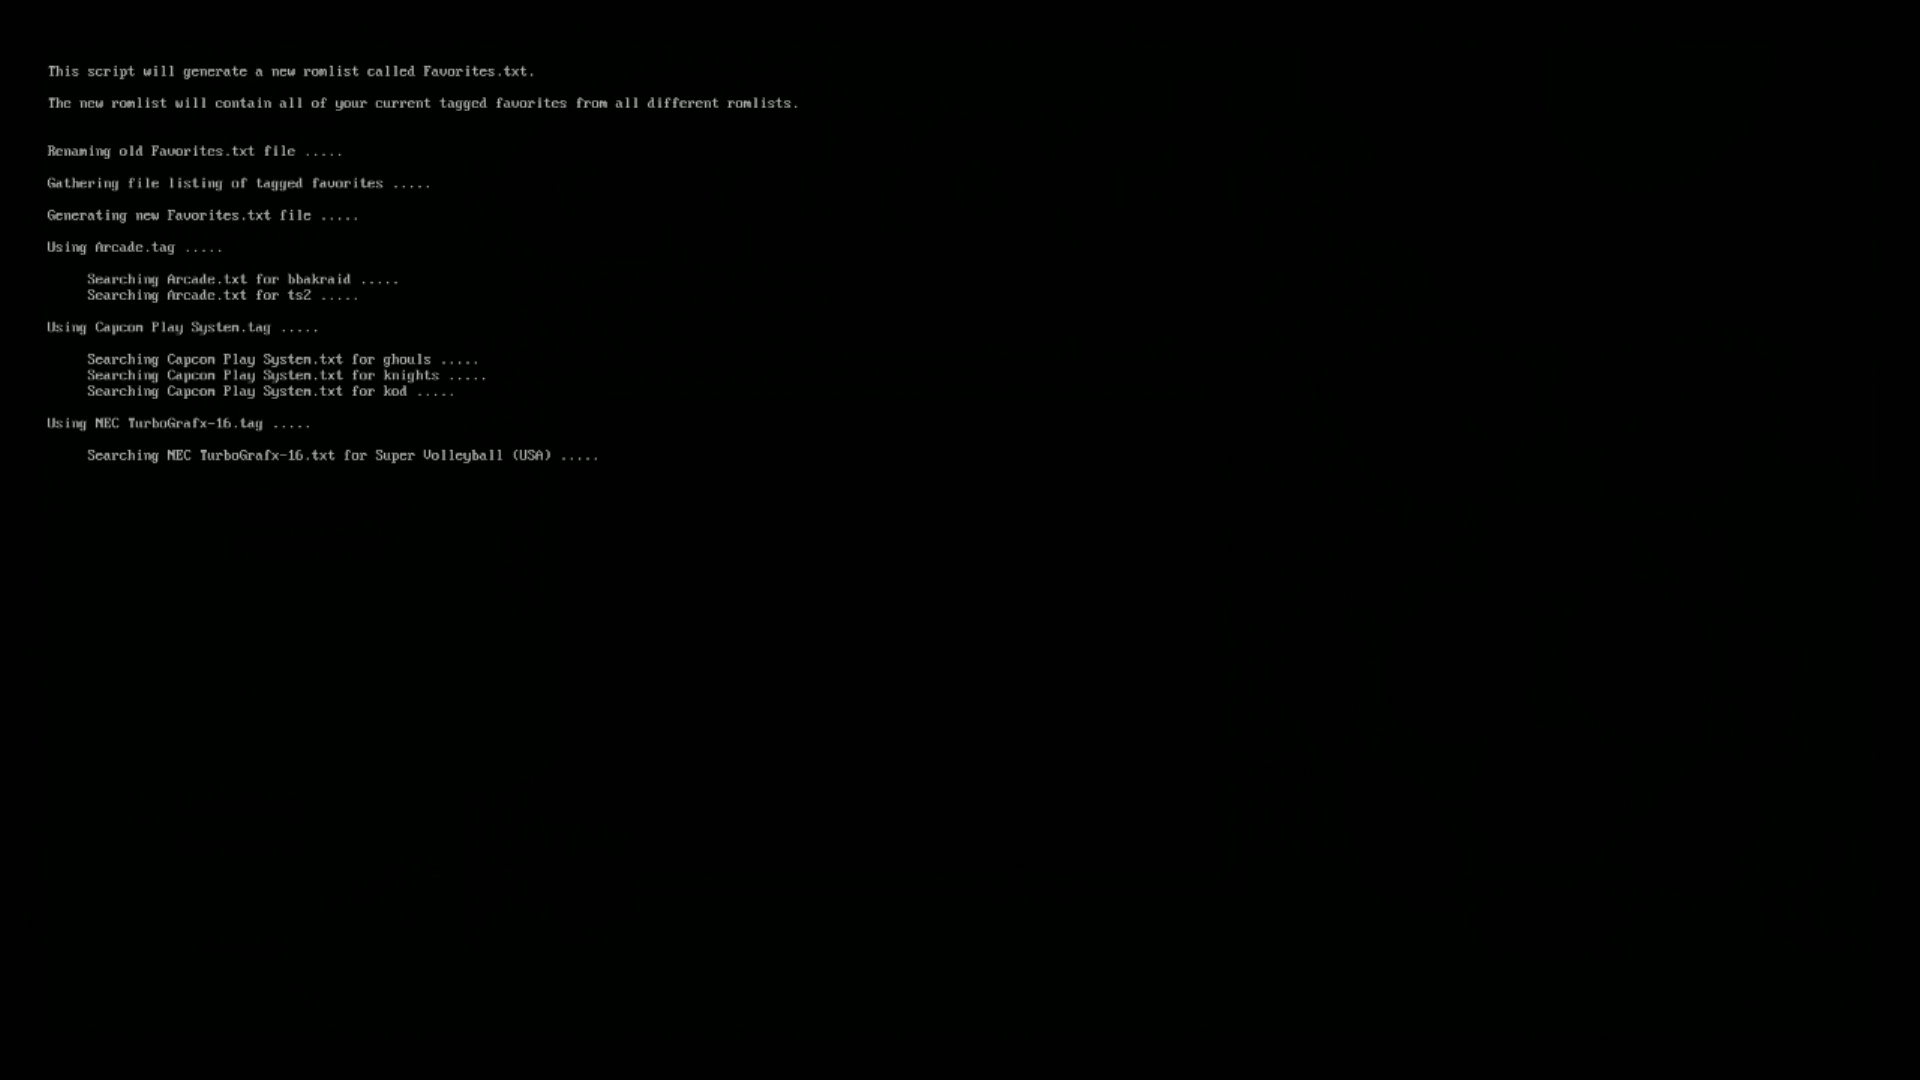 This script will generate a new romlist called Favorites.txt.
The new romlist will contain all of your current tagged favorites from all different romlists.
Renaming old Favorites.txt file .....
Gathering file listing of tagged favorites .....
Generating new Favorites.txt file .....
Using Arcade.tag .....
Searching Arcade.txt for bbakraid .....
Searching Arcade.txt for ts2 .....
Using Capcom Play System.tag .....
Searching Capcom Play System.txt for ghouls .....
Searching Capcom Play System.txt for knights .....
Searching Capcom Play System.txt for kod .....
Using NEC TurboGrafx-16.tag .....
Searching NEC TurboGrafx-16.txt for Super Volleyball (USA) .....